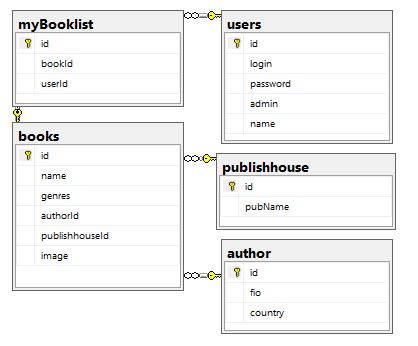 myBooklist
id
bookId
userId
users
id
login
password
admin
name
books
id
name
genres
authorId
publishhouseId
image
publishhouse
id
pubName
author
id
fio
country